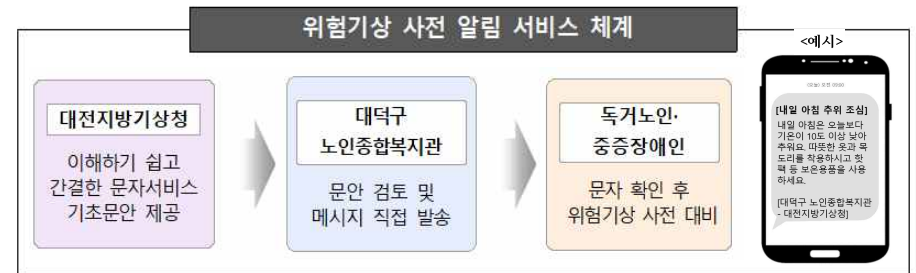 위험기상 사전 알림 서비스 체계
대전지방기상청
이해하기 쉽고
간결한 문자서비스
기초문안 제공
대덕구
노인종합복지관
문안 검토 및
메시지 직접 발송
독거노인·
중증장애인
문자 확인 후
위험기상 사전 대비
<예시>
[내일 아침 추위 조심]
내일 아침은 오늘보다
기온이 10도 이상 낮아
추워요. 따뜻한 옷과 목
도리를 착용하시고 핫
팩 등 보온용품을 사용
하세요.
[대덕구 노인종합복지관
- 대전지방기상청]